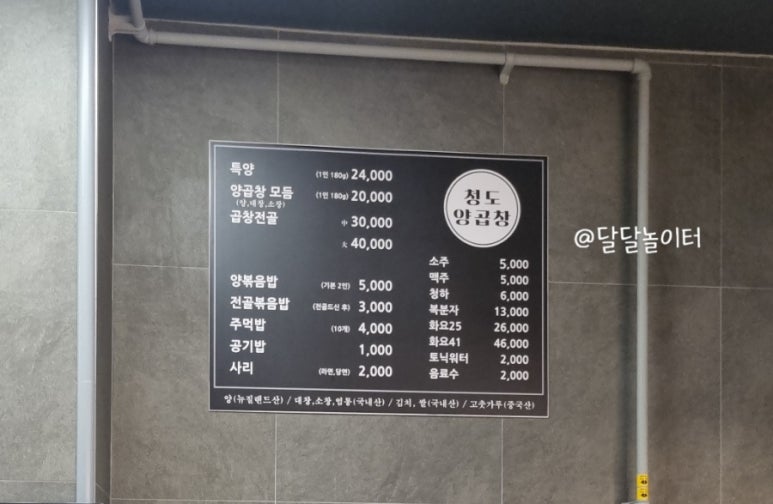 특양 (1인 180g) 24,000
양곱창 모듬 (1인 180g) 20,000
(양,대창,소창)
곱창전골 中 30,000
大 40,000
양볶음밥 (기본 2인) 5,000
전골볶음밥 (전골드신 후) 3,000
주먹밥 (10개) 4,000
공기밥 1,000
사리 (라면,당면) 2,000
청도
양곱창
소주 5,000
맥주 5,000
청하 6,000
복분자 13,000
화요25 26,000
화요41 46,000
토닉워터 2,000
음료수 2,000
양(뉴질랜드산) / 대창,소창,염통(국내산) / 김치, 쌀(국내산) / 고춧가루(중국산)
@달달놀이터